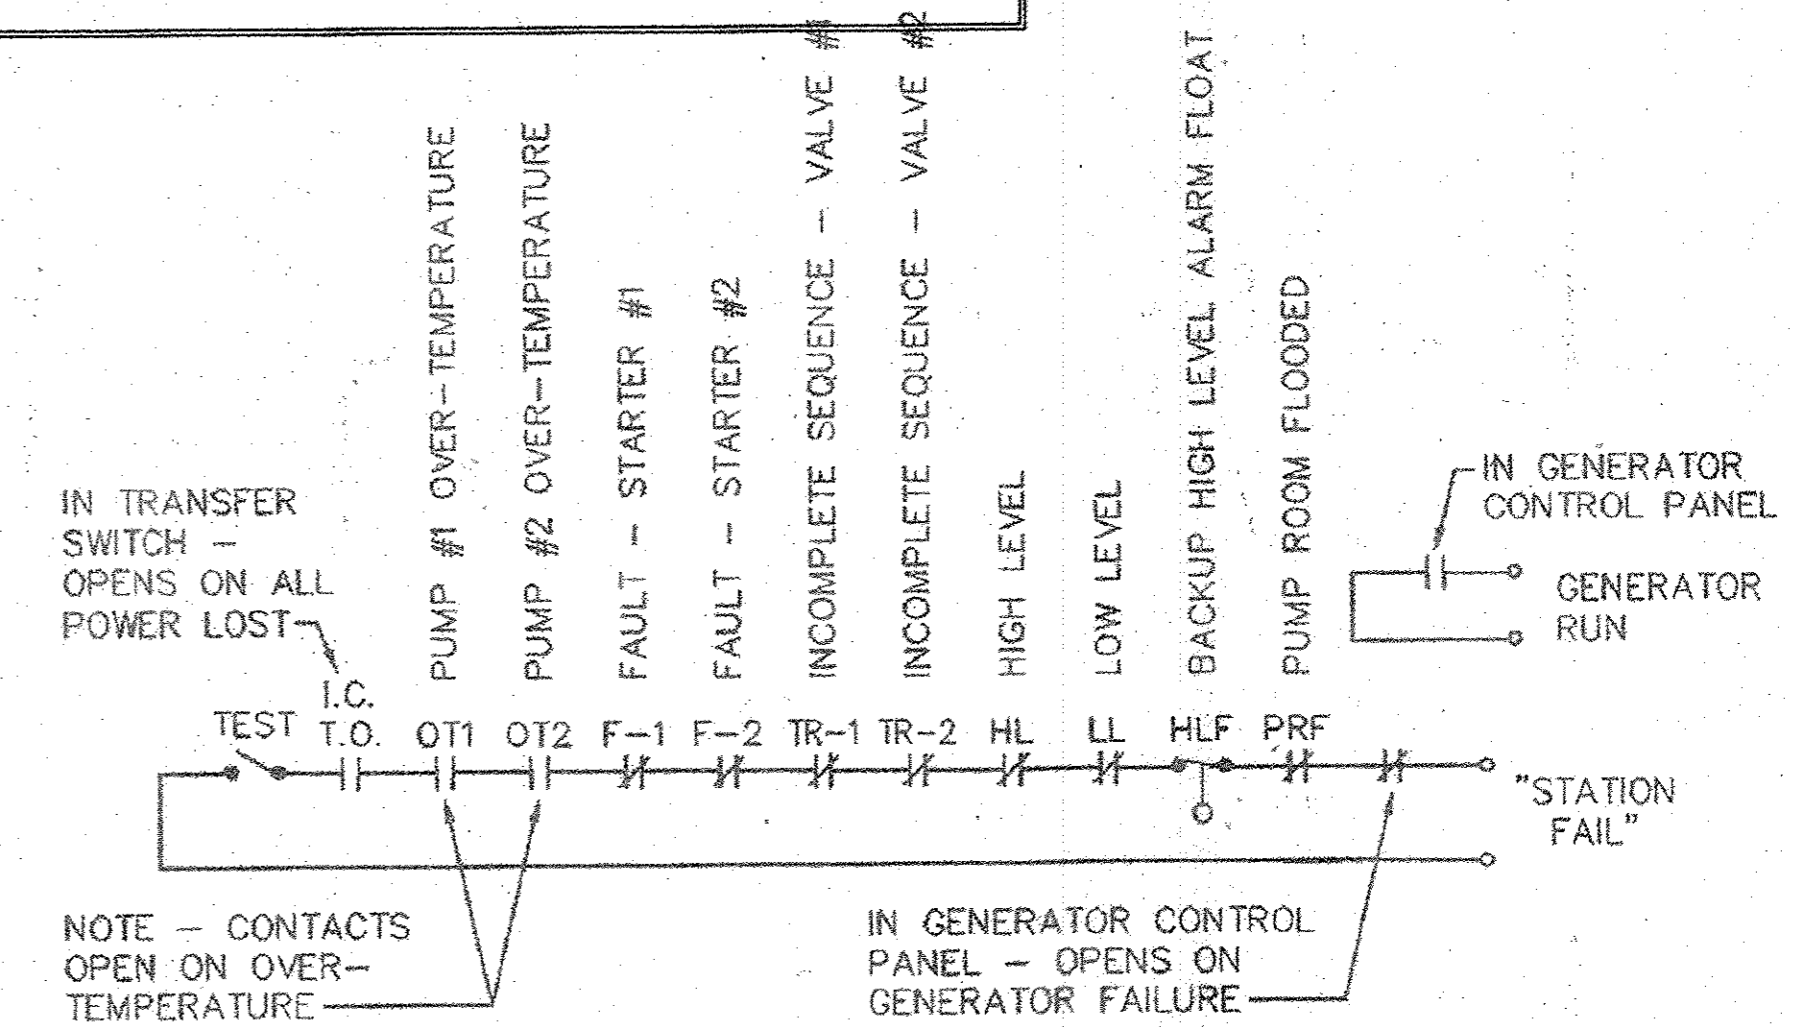 PUMP #1 OVER-TEMPERATURE
PUMP #2 OVER-TEMPERATURE
FAULT - STARTER #1
FAULT - STARTER #2
INCOMPLETE SEQUENCE - VALVE #1
INCOMPLETE SEQUENCE - VALVE #2
HIGH LEVEL
LOW LEVEL
BACKUP HIGH LEVEL ALARM FLOAT
PUMP ROOM FLOODED
IN TRANSFER
SWITCH -
OPENS ON ALL
POWER LOST
IN GENERATOR
CONTROL PANEL
GENERATOR
RUN
TEST
I.C.
T.O.
OT1
OT2
F-1
F-2
TR-1
TR-2
HL
LL
HLF
PRF
"STATION
FAIL"
NOTE - CONTACTS
OPEN ON OVER-
TEMPERATURE
IN GENERATOR CONTROL
PANEL - OPENS ON
GENERATOR FAILURE